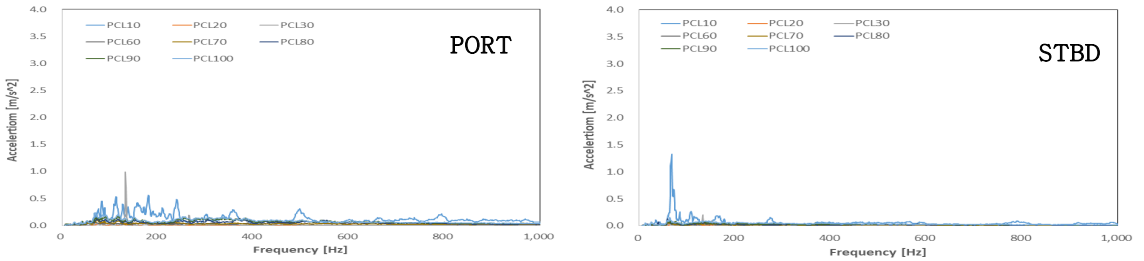 4.0
PCL10 PCL20 PCL30
3.5
PCL60 PCL70 PCL80
3.0
PCL90 PCL100
PORT
2.5
2.0
1.5
1.0
0.5
0.0
Accelertiom [m/s^2]
0 200 400 600 800 1,000
Frequency [Hz]
4.0
PCL10 PCL20 PCL30
3.5
PCL60 PCL70 PCL80
3.0
PCL90 PCL100
STBD
2.5
2.0
1.5
1.0
0.5
0.0
Accelertiom [m/s^2]
0 200 400 600 800 1,000
Frequency [Hz]